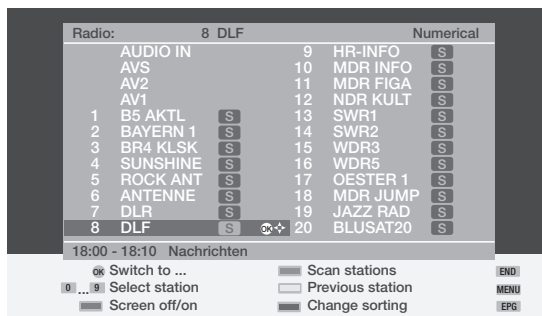 Radio: 8 DLF Numerical
AUDIO IN
AVS
AV2
AV1
1 B5 AKTL S
2 BAYERN 1 S
3 BR4 KLSK S
4 SUNSHINE S
5 ROCK ANT S
6 ANTENNE S
7 DLR S
8 DLF S OK
9 HR-INFO S
10 MDR INFO S
11 MDR FIGA S
12 NDR KULT S
13 SWR1 S
14 SWR2 S
15 WDR3 S
16 WDR5 S
17 OESTER 1 S
18 MDR JUMP S
19 JAZZ RAD S
20 BLUSAT20 S
18:00 - 18:10 Nachrichten
OK Switch to ... Scan stations END
0 ... 9 Select station Previous station MENU
Screen off/on Change sorting EPG